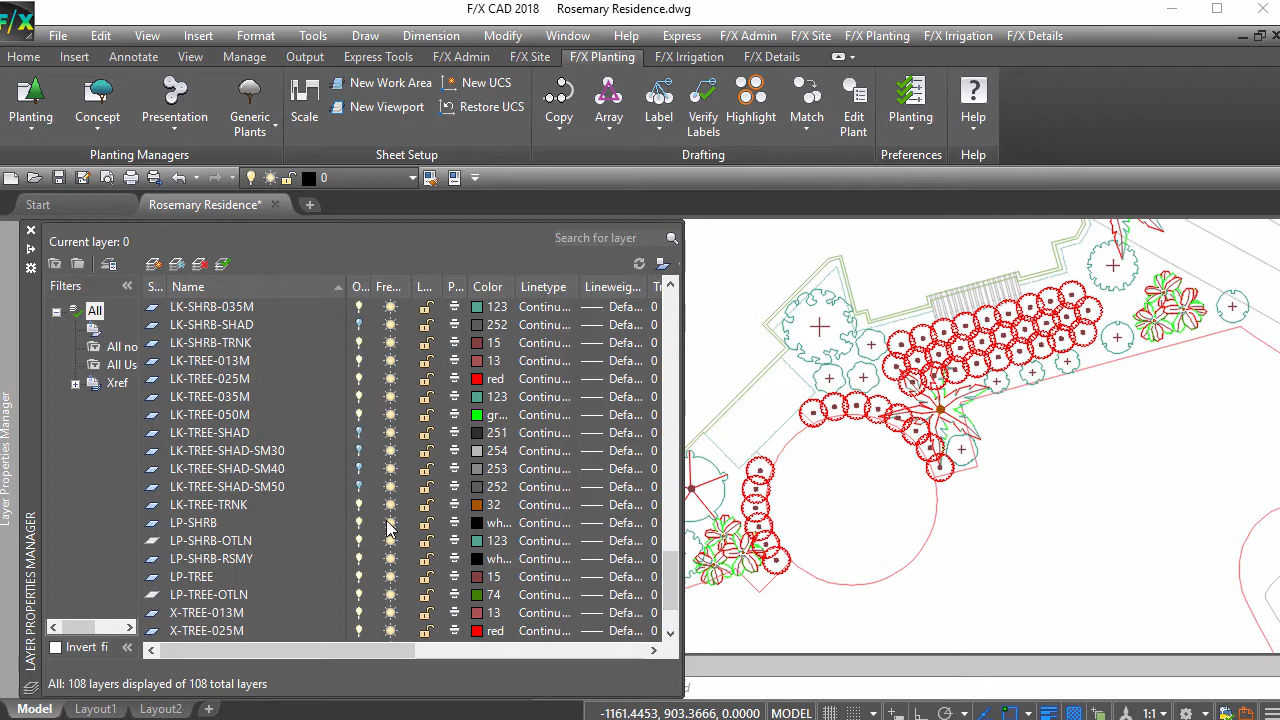 F/X
F/X CAD 2018 Rosemary Residence.dwg
File Edit View Insert Format Tools Draw Dimension Modify Window Help Express F/X Admin F/X Site F/X Planting F/X Irrigation F/X Details
Home Insert Annotate View Manage Output Express Tools F/X Admin F/X Site F/X Planting F/X Irrigation F/X Details
Planting Concept Presentation Generic Plants
Scale New Work Area New UCS
New Viewport Restore UCS
Copy Array Label Verify Labels Highlight Match Edit Plant Planting Help
Planting Managers Sheet Setup Drafting Preferences Help
0
Start Rosemary Residence*
Current layer: 0 Search for layer
Filters S... Name O... Fre... L... P... Color Linetype Lineweig... Tr
All
All no
All Us
Xref
LK-SHRB-035M 123 Continu... Defa... 0
LK-SHRB-SHAD 252 Continu... Defa... 0
LK-SHRB-TRNK 15 Continu... Defa... 0
LK-TREE-013M 13 Continu... Defa... 0
LK-TREE-025M red Continu... Defa... 0
LK-TREE-035M 123 Continu... Defa... 0
LK-TREE-050M gr... Continu... Defa... 0
LK-TREE-SHAD 251 Continu... Defa... 0
LK-TREE-SHAD-SM30 254 Continu... Defa... 0
LK-TREE-SHAD-SM40 253 Continu... Defa... 0
LK-TREE-SHAD-SM50 252 Continu... Defa... 0
LK-TREE-TRNK 32 Continu... Defa... 0
LP-SHRB wh... Continu... Defa... 0
LP-SHRB-OTLN 123 Continu... Defa... 0
LP-SHRB-RSMY wh... Continu... Defa... 0
LP-TREE 15 Continu... Defa... 0
LP-TREE-OTLN 74 Continu... Defa... 0
X-TREE-013M 13 Continu... Defa... 0
X-TREE-025M red Continu... Defa... 0
Invert fi
All: 108 layers displayed of 108 total layers
Layer Properties Manager
LAYER PROPERTIES MANAGER
Model Layout1 Layout2
-1161.4453, 903.3666, 0.0000 MODEL 1:1